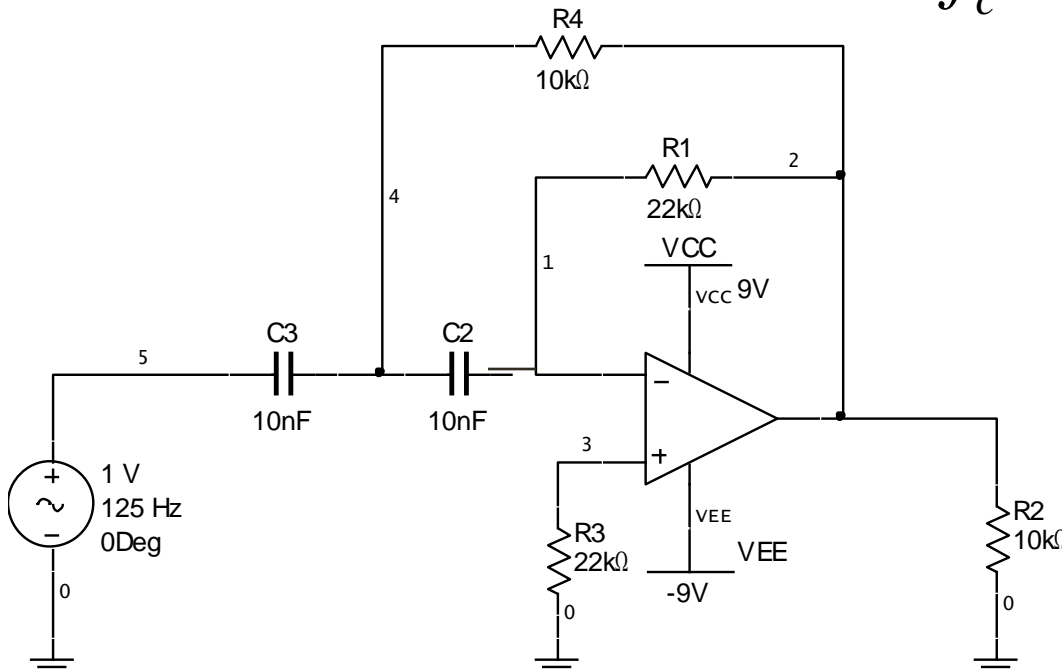 f c
R4
10kΩ
R1
2
22kΩ
4
VCC
1
VCC 9V
C3
C2
5
10nF
10nF
−
3
+
+
1 V
125 Hz
0Deg
−
VEE
R3
22kΩ
VEE
R2
10kΩ
-9V
0
0
0